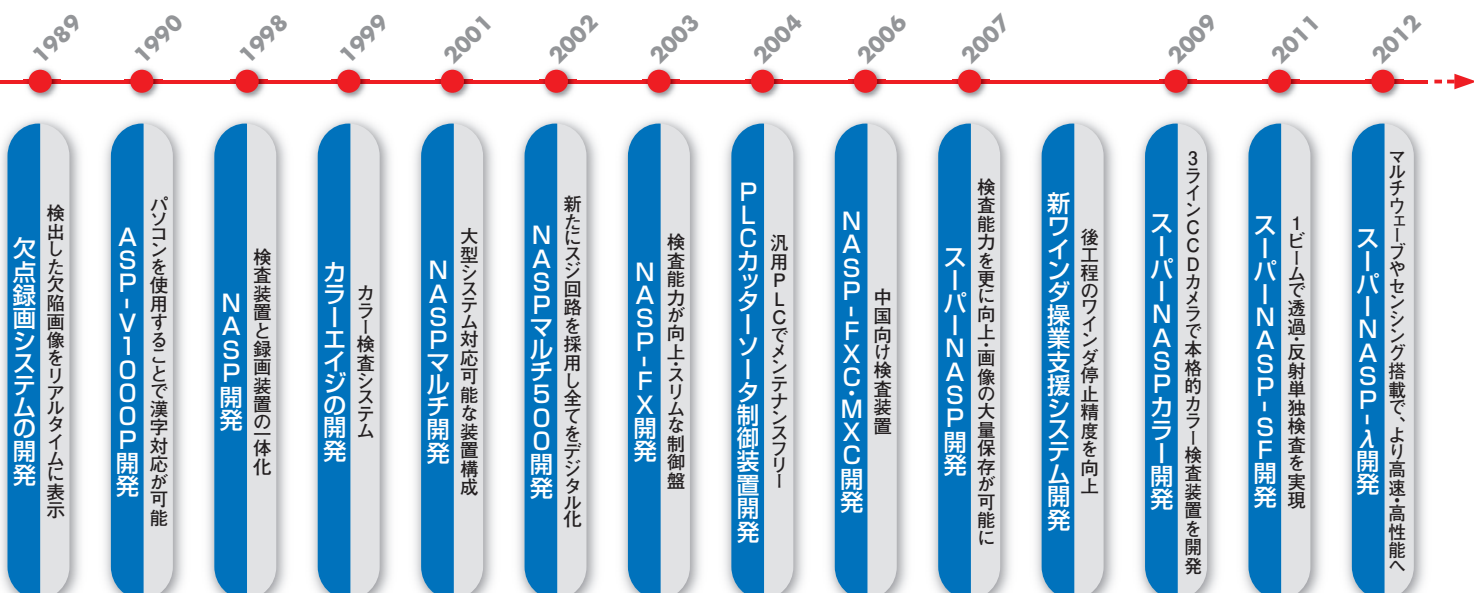 1989
1990
1998
1999
2001
2002
2003
2004
2006
2007
2009
2011
2012
検出した欠陥画像をリアルタイムに表示
欠点録画システムの開発
パソコンを使用することで漢字対応が可能
ASP-V1000P開発
検査装置と録画装置の一体化
NASP開発
カラー検査システム
カラーエイジの開発
大型システム対応可能な装置構成
NASPマルチ開発
新たにスジ回路を採用し全てをデジタル化
NASPマルチ500開発
検査能力が向上・スリムな制御盤
NASP-FX開発
汎用PLCでメンテナンスフリー
PLCカッターソータ制御装置開発
中国向け検査装置
NASP-FXC・MXC開発
検査能力を更に向上・画像の大量保存が可能に
スーパーNASP開発
後工程のワインダ停止精度を向上
新ワインダ操業支援システム開発
3ラインCCDカメラで本格的カラー検査装置を開発
スーパーNASPカラー開発
1ビームで透過・反射単独検査を実現
スーパーNASP-SF開発
マルチウェーブやセンシング搭載で、より高速・高性能へ
スーパーNASP-λ開発